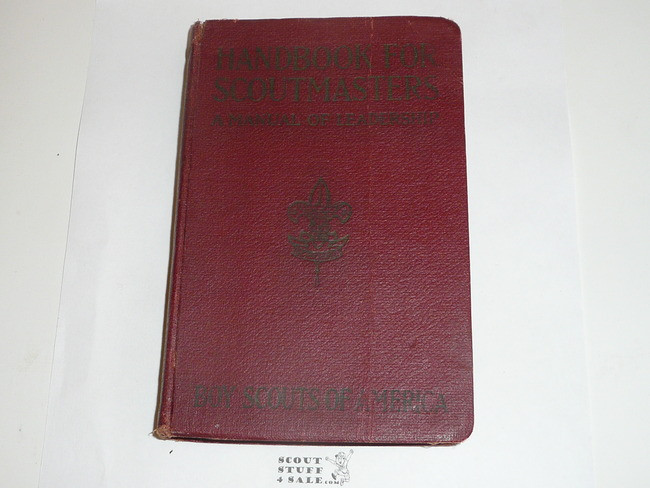 HANDBOOK FOR
SCOUTMASTERS
A MANUAL OF LEADERSHIP
BOY SCOUTS OF AMERICA
SCOUT
STUFF
4 SALE.COM